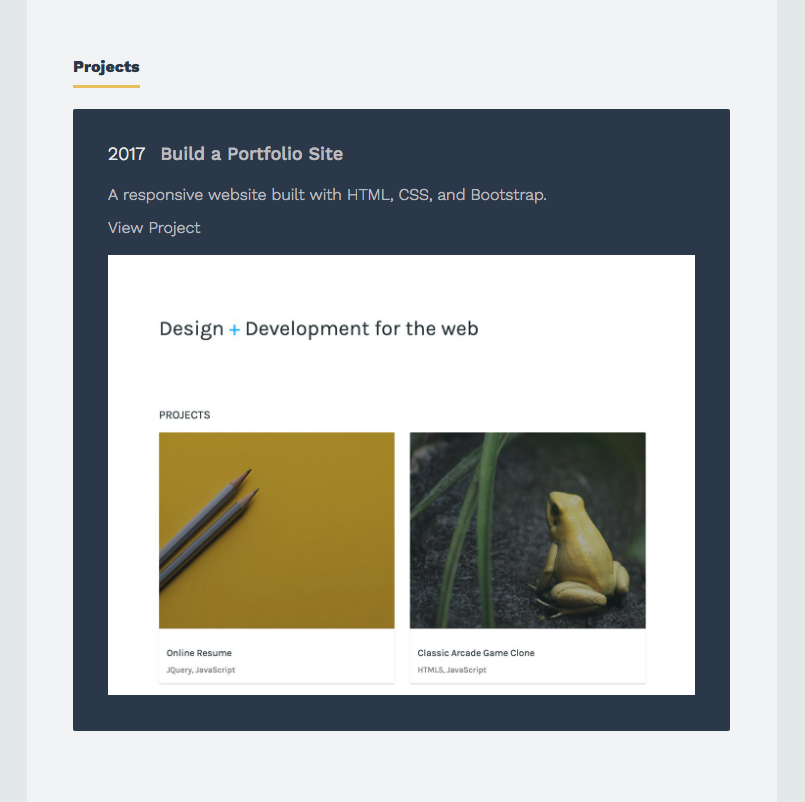 Projects
2017 Build a Portfolio Site
A responsive website built with HTML, CSS, and Bootstrap.
View Project
Design + Development for the web
PROJECTS
Online Resume
JQuery, JavaScript
Classic Arcade Game Clone
HTML5, JavaScript